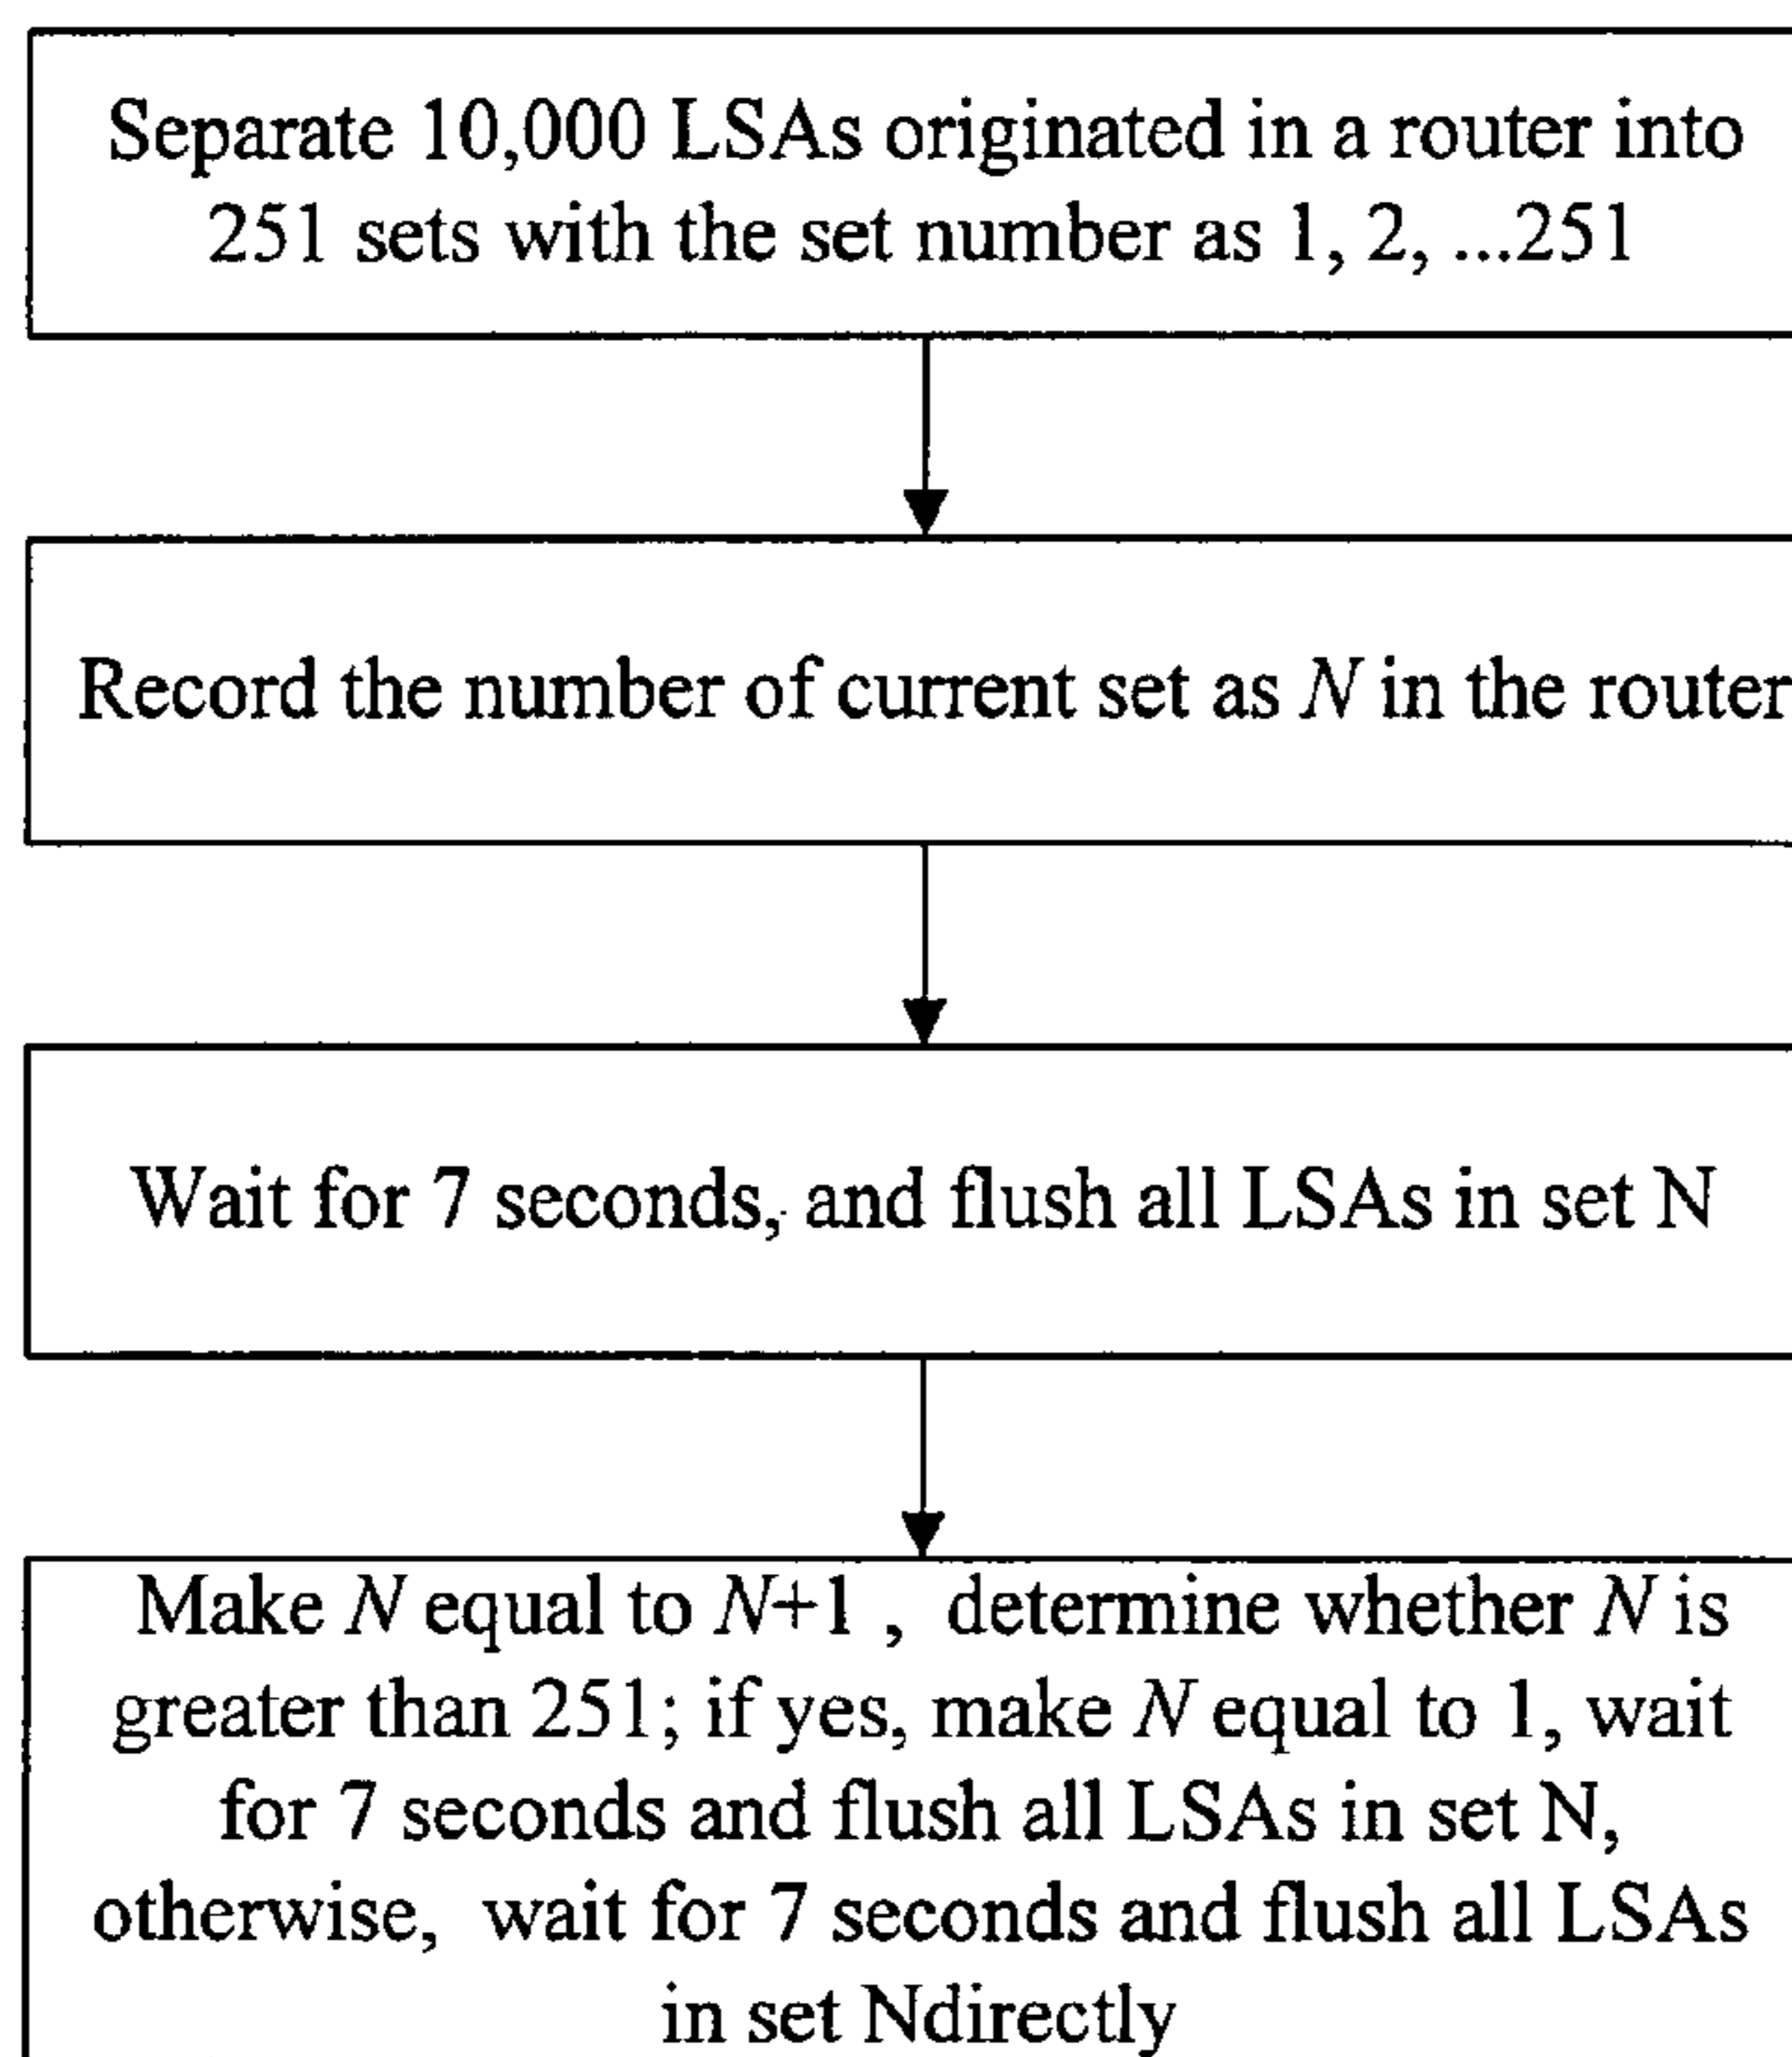 Separate 10,000 LSAs originated in a router into
251 sets with the set number as 1, 2, ...251
Record the number of current set as N in the router
Wait for 7 seconds, and flush all LSAs in set N
Make N equal to N+1 , determine whether N is
greater than 251; if yes, make N equal to 1, wait
for 7 seconds and flush all LSAs in set N,
otherwise, wait for 7 seconds and flush all LSAs
in set Ndirectly